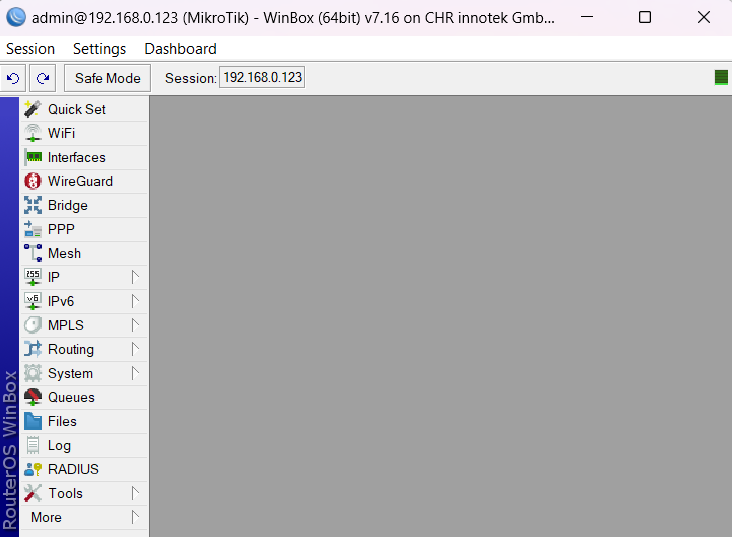 admin@192.168.0.123 (MikroTik) - WinBox (64bit) v7.16 on CHR innotek Gmb...
Session Settings Dashboard
Safe Mode Session: 192.168.0.123
Quick Set
WiFi
Interfaces
WireGuard
Bridge
PPP
Mesh
255 IP
v6 IPv6
MPLS
Routing
System
Queues
Files
Log
RADIUS
Tools
More
RouterOS WinBox